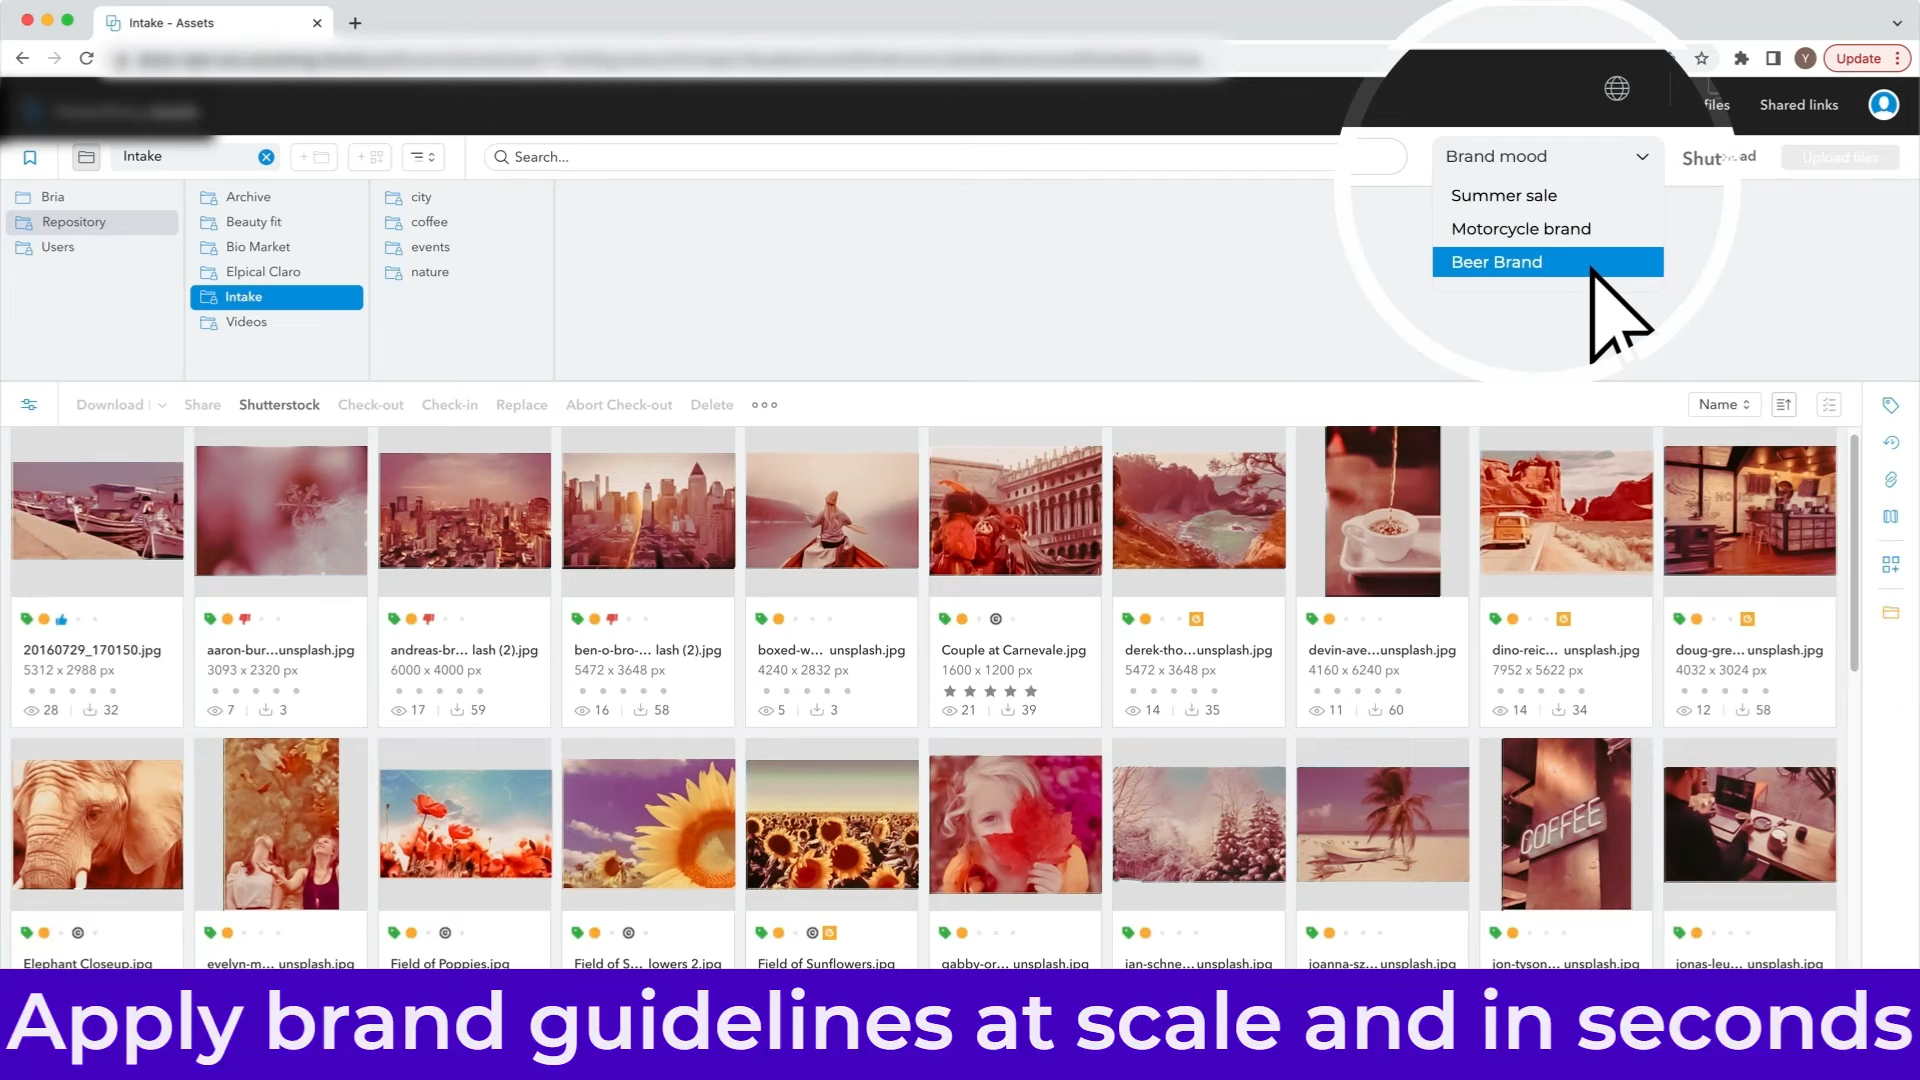 Intake - Assets
Y
Update
files
Shared links
Intake
Search...
Brand mood
Shut
Upload files
Summer sale
Motorcycle brand
Beer Brand
Bria
Repository
Users
Archive
Beauty fit
Bio Market
Elpical Claro
Intake
Videos
city
coffee
events
nature
Download
Share
Shutterstock
Check-out
Check-in
Replace
Abort Check-out
Delete
Name
20160729_170150.jpg
aaron-bur...unsplash.jpg
andreas-br... lash (2).jpg
ben-o-bro-... lash (2).jpg
boxed-w... unsplash.jpg
Couple at Carnevale.jpg
derek-tho...unsplash.jpg
devin-ave...unsplash.jpg
dino-reic... unsplash.jpg
doug-gre... unsplash.jpg
5312 x 2988 px
3093 x 2320 px
6000 x 4000 px
5472 x 3648 px
4240 x 2832 px
1600 x 1200 px
5472 x 3648 px
4160 x 6240 px
7952 x 5622 px
4032 x 3024 px
28 | 32
7 | 3
17 | 59
16 | 58
5 | 3
21 | 39
14 | 35
11 | 60
14 | 34
12 | 58
COFFEE
Elephant Closeup.jpg
evelyn-m... unsplash.jpg
Field of Poppies.jpg
Field of S... lowers 2.jpg
Field of Sunflowers.jpg
gabby-or... unsplash.jpg
ian-schne...unsplash.jpg
joanna-sz... unsplash.jpg
jon-tyson... unsplash.jpg
jonas-leu... unsplash.jpg
Apply brand guidelines at scale and in seconds